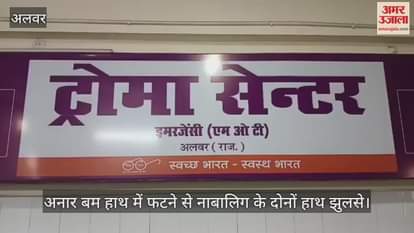 अलवर
अमर उजाला
amarujala.com
ट्रोमा सेन्टर
इमरजेंसी (एम ओ टी)
अलवर ( राज. )
स्वच्छ भारत - स्वस्थ भारत
अनार बम हाथ में फटने से नाबालिग के दोनों हाथ झुलसे।